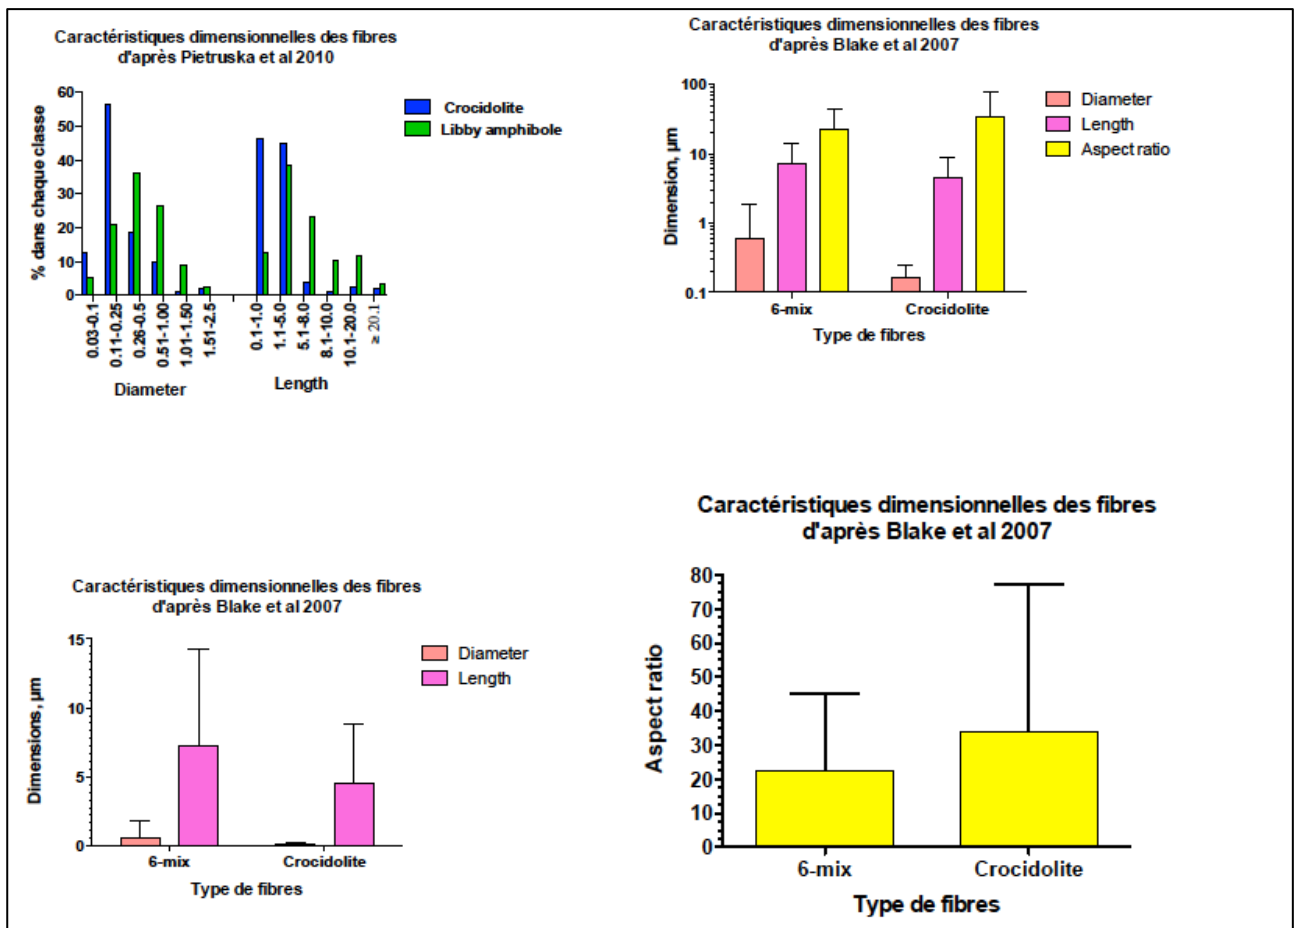 Caractéristiques dimensionnelles des fibres
d'après Pietruska et al 2010
60
50
40
30
20
10
0
% dans chaque classe
Crocidolite
Libby amphibole
0.03-0.1
0.11-0.25
0.26-0.5
0.51-1.00
1.01-1.50
1.51-2.5
0.1-1.0
1.1-5.0
5.1-8.0
8.1-10.0
10.1-20.0
≥ 20.1
Diameter
Length
Caractéristiques dimensionnelles des fibres
d'après Blake et al 2007
100
10
1
0.1
Dimension, µm
Diameter
Length
Aspect ratio
6-mix
Crocidolite
Type de fibres
Caractéristiques dimensionnelles des fibres
d'après Blake et al 2007
15
10
5
0
Dimensions, µm
Diameter
Length
6-mix
Crocidolite
Type de fibres
Caractéristiques dimensionnelles des fibres
d'après Blake et al 2007
80
70
60
50
40
30
20
10
0
Aspect ratio
6-mix
Crocidolite
Type de fibres